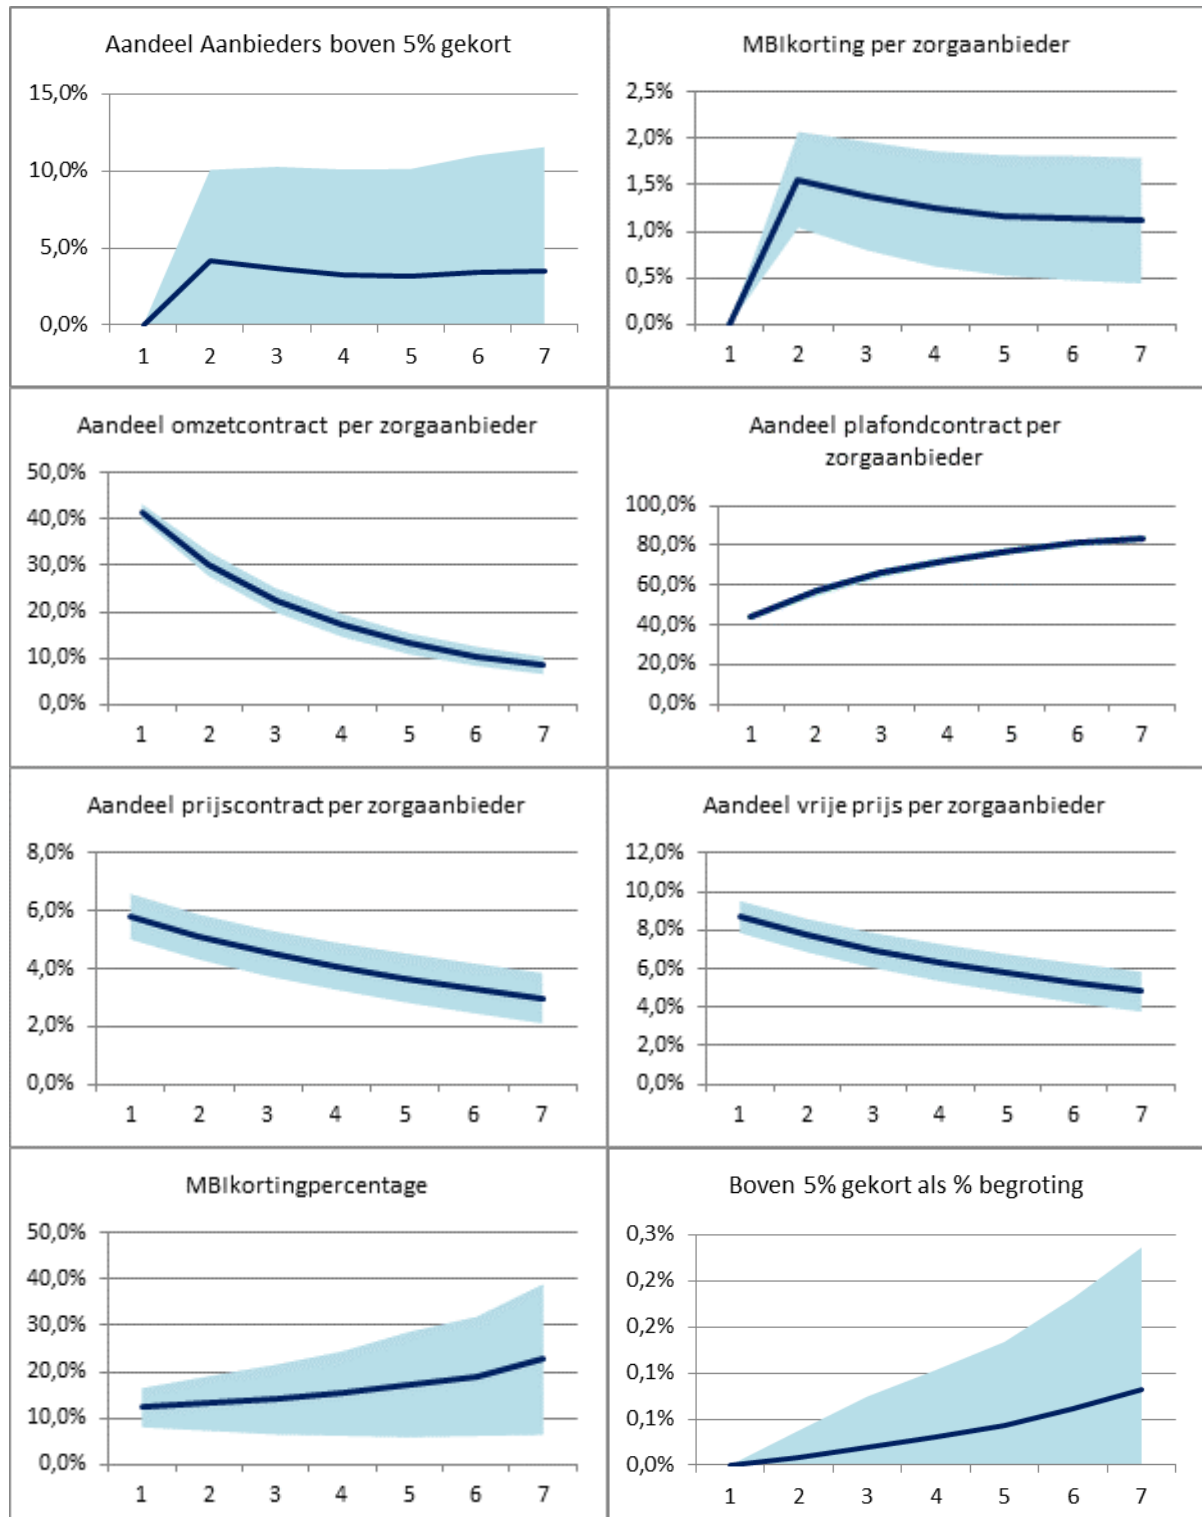 Aandeel Aanbieders boven 5% gekort
15,0%
10,0%
5,0%
0,0%
1 2 3 4 5 6 7
MBIkorting per zorgaanbieder
2,5%
2,0%
1,5%
1,0%
0,5%
0,0%
1 2 3 4 5 6 7
Aandeel omzetcontract per zorgaanbieder
50,0%
40,0%
30,0%
20,0%
10,0%
0,0%
1 2 3 4 5 6 7
Aandeel plafondcontract per
zorgaanbieder
100,0%
80,0%
60,0%
40,0%
20,0%
0,0%
1 2 3 4 5 6 7
Aandeel prijscontract per zorgaanbieder
8,0%
6,0%
4,0%
2,0%
0,0%
1 2 3 4 5 6 7
Aandeel vrije prijs per zorgaanbieder
12,0%
10,0%
8,0%
6,0%
4,0%
2,0%
0,0%
1 2 3 4 5 6 7
MBIkortingpercentage
50,0%
40,0%
30,0%
20,0%
10,0%
0,0%
1 2 3 4 5 6 7
Boven 5% gekort als % begroting
0,3%
0,2%
0,2%
0,1%
0,1%
0,0%
1 2 3 4 5 6 7